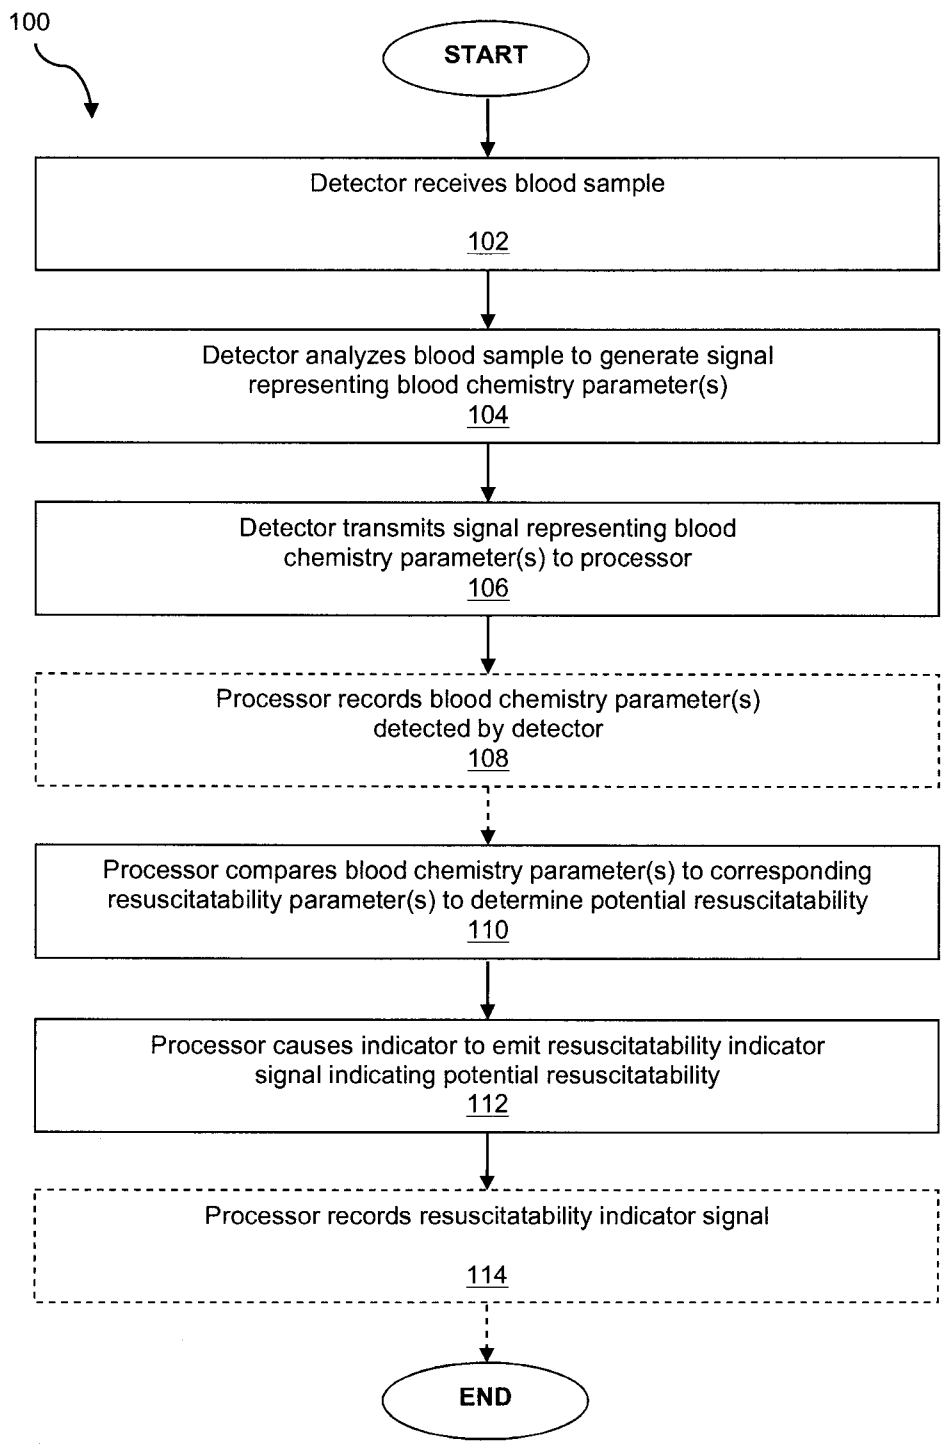 100
START
Detector receives blood sample
102
Detector analyzes blood sample to generate signal
representing blood chemistry parameter(s)
104
Detector transmits signal representing blood
chemistry parameter(s) to processor
106
Processor records blood chemistry parameter(s)
detected by detector
108
Processor compares blood chemistry parameter(s) to corresponding
resuscitatability parameter(s) to determine potential resuscitatability
110
Processor causes indicator to emit resuscitatability indicator
signal indicating potential resuscitatability
112
Processor records resuscitatability indicator signal
114
END